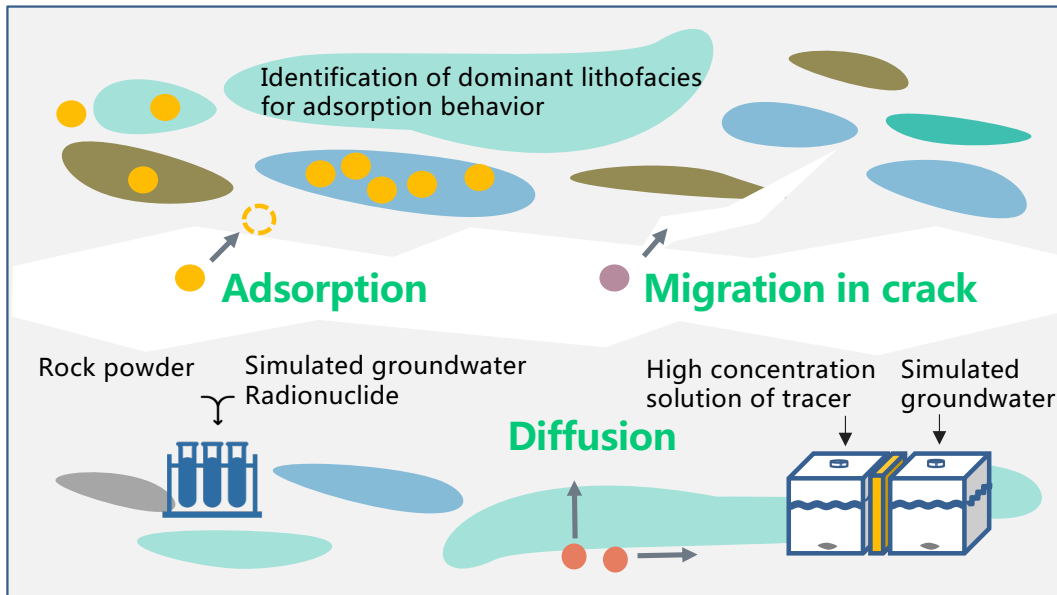 Identification of dominant lithofacies
for adsorption behavior
Adsorption
Migration in crack
Rock powder
Simulated groundwater
Radionuclide
High concentration
solution of tracer
Simulated
groundwater
Diffusion